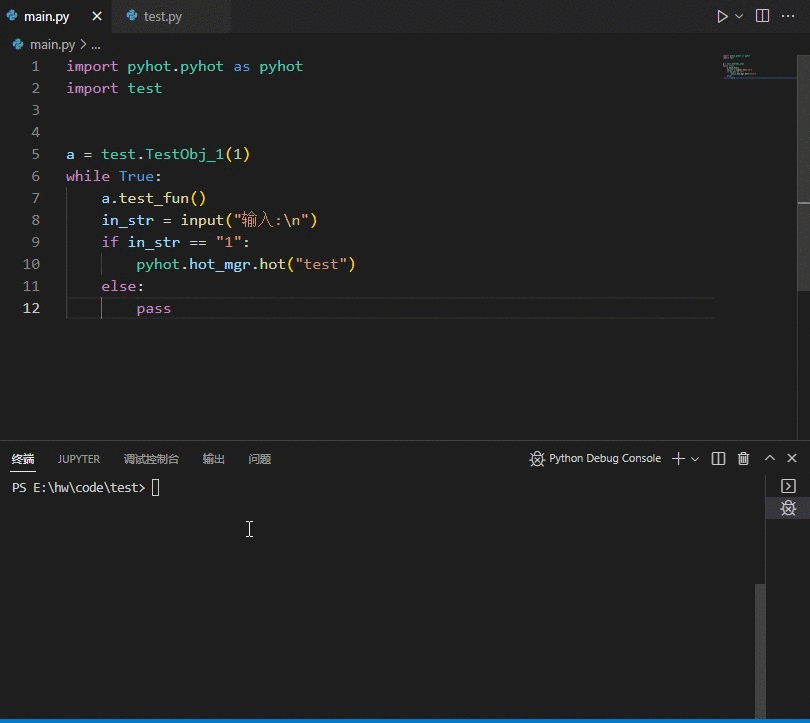 main.py
test.py
main.py > ...
1 import pyhot.pyhot as pyhot
2 import test
3
4
5 a = test.TestObj_1(1)
6 while True:
7     a.test_fun()
8     in_str = input("输入:\n")
9     if in_str == "1":
10         pyhot.hot_mgr.hot("test")
11     else:
12         pass
终端 JUPYTER 调试控制台 输出 问题 Python Debug Console
PS E:\hw\code\test>